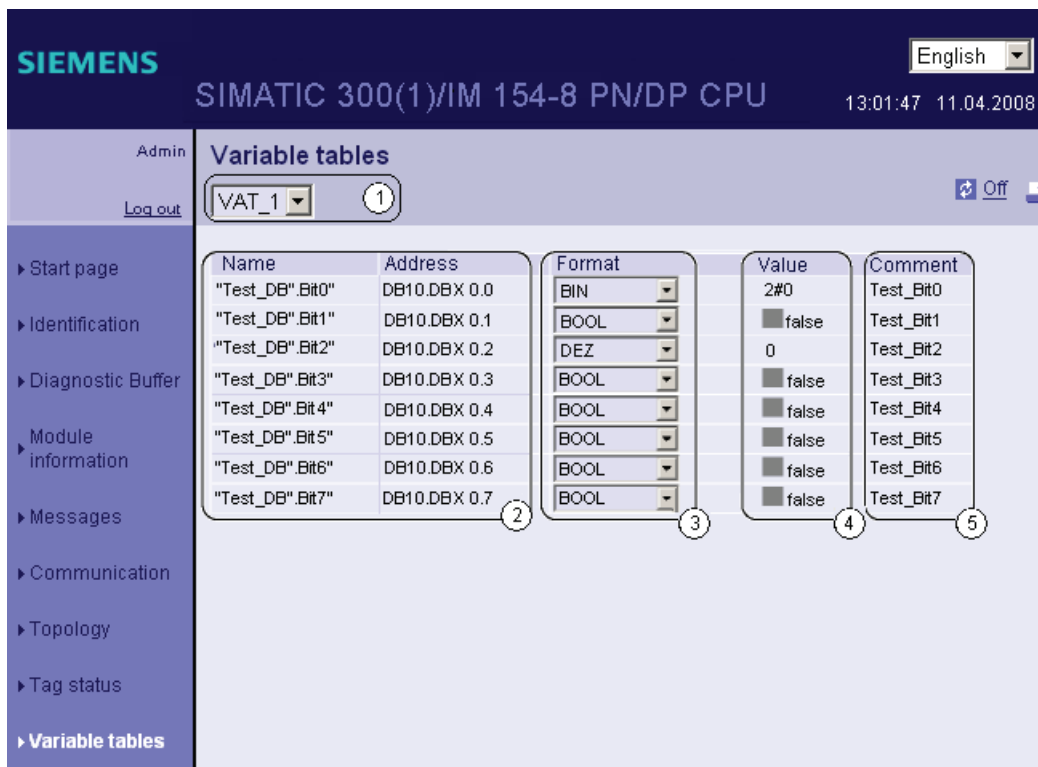 SIEMENS
English
SIMATIC 300(1)/IM 154-8 PN/DP CPU
13:01:47 11.04.2008
Admin
Log out
Variable tables
VAT_1
1
Off
Start page
Identification
Diagnostic Buffer
Module
information
Messages
Communication
Topology
Tag status
Variable tables
Name Address Format Value Comment
"Test_DB".Bit0" DB10.DBX 0.0 BIN 2#0 Test_Bit0
"Test_DB".Bit1" DB10.DBX 0.1 BOOL false Test_Bit1
"Test_DB".Bit2" DB10.DBX 0.2 DEZ 0 Test_Bit2
"Test_DB".Bit3" DB10.DBX 0.3 BOOL false Test_Bit3
"Test_DB".Bit4" DB10.DBX 0.4 BOOL false Test_Bit4
"Test_DB".Bit5" DB10.DBX 0.5 BOOL false Test_Bit5
"Test_DB".Bit6" DB10.DBX 0.6 BOOL false Test_Bit6
"Test_DB".Bit7" DB10.DBX 0.7 BOOL false Test_Bit7
2 3 4 5